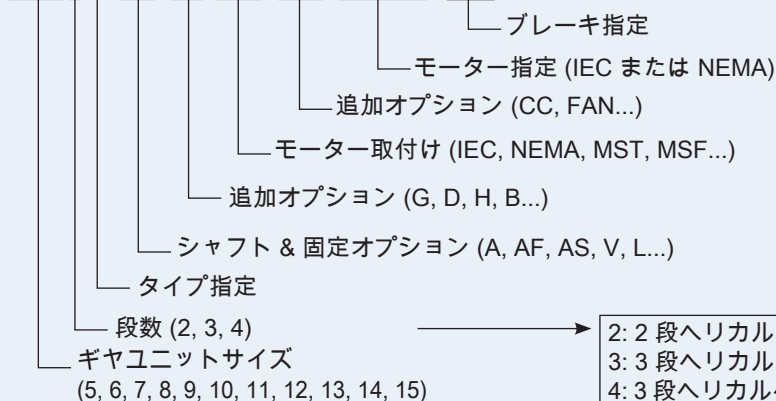 ブレーキ指定
モーター指定 (IEC または NEMA)
追加オプション (CC, FAN...)
モーター取付け (IEC, NEMA, MST, MSF...)
追加オプション (G, D, H, B...)
シャフト & 固定オプション (A, AF, AS, V, L...)
タイプ指定
段数 (2, 3, 4)
ギヤユニットサイズ
(5, 6, 7, 8, 9, 10, 11, 12, 13, 14, 15)
2: 2 段ヘリカル
3: 3 段ヘリカル
4: 3 段ヘリカル